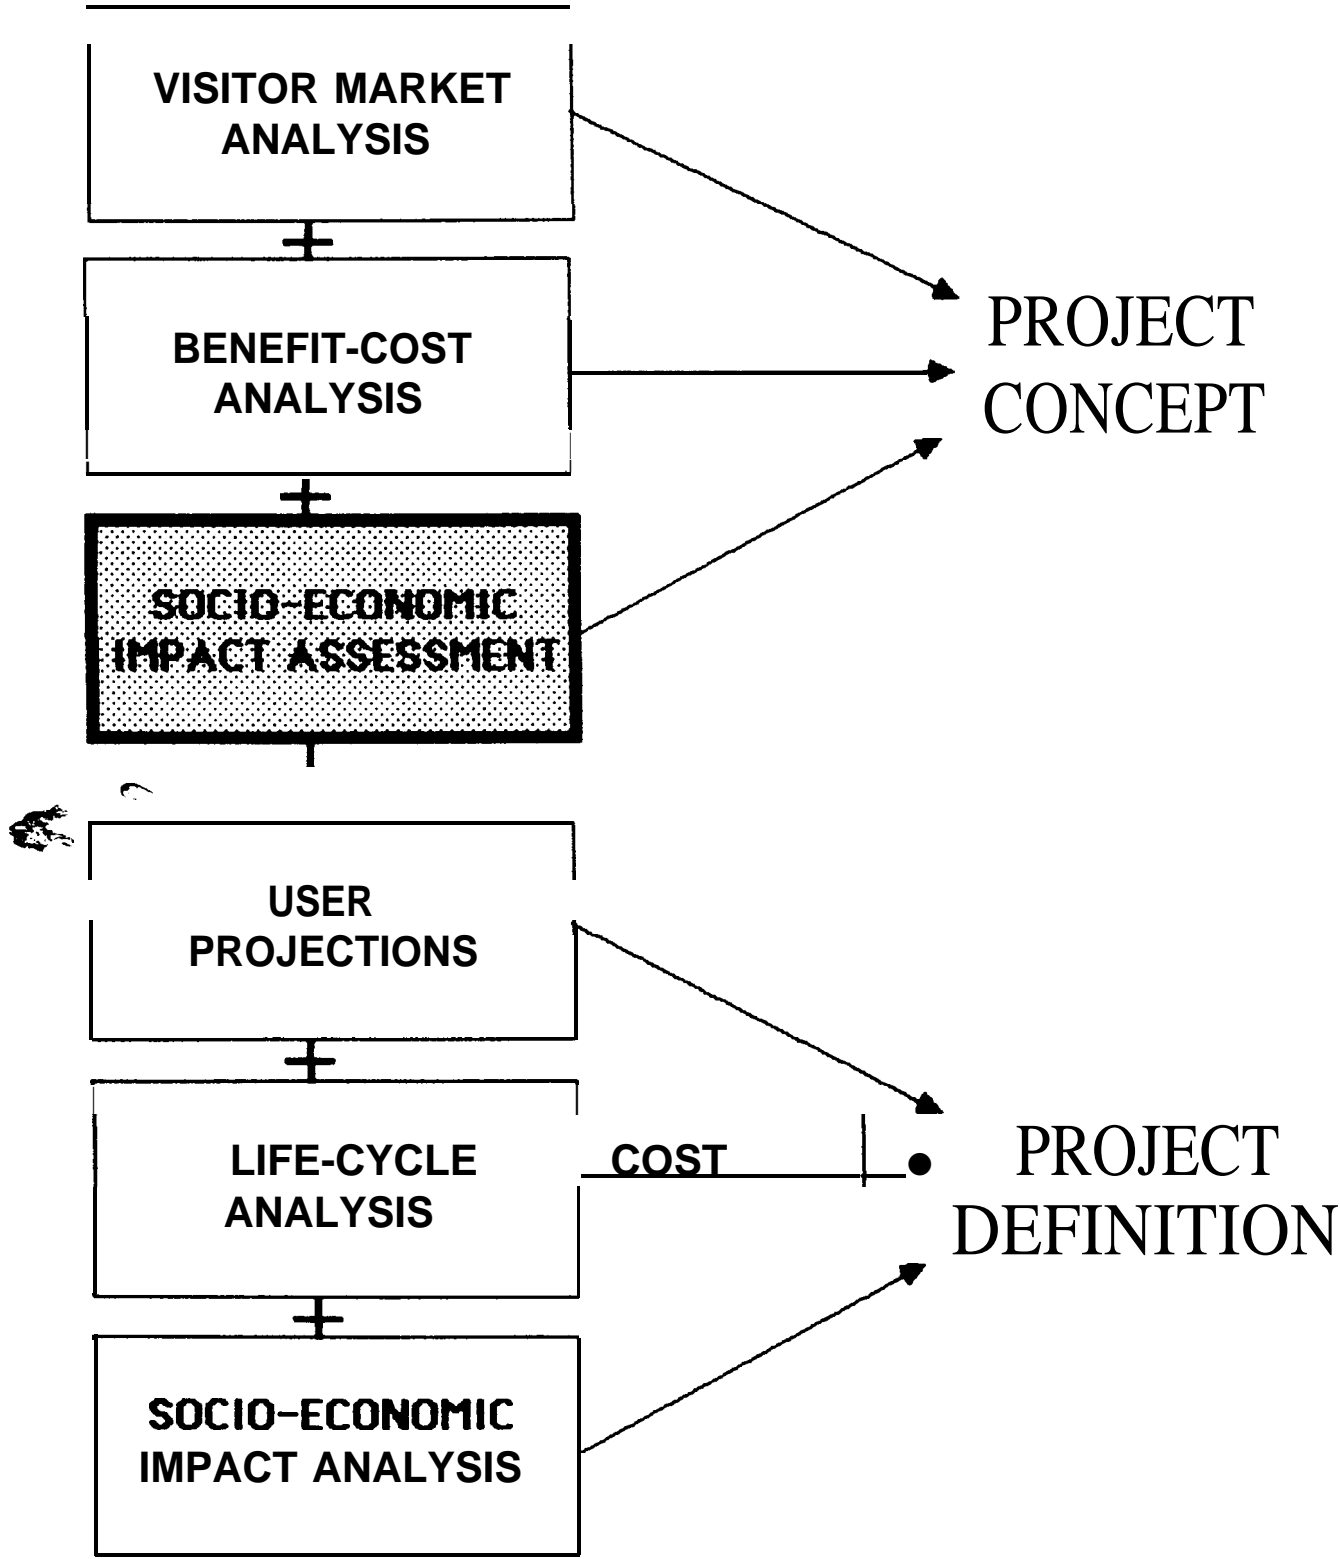 VISITOR MARKET
ANALYSIS
BENEFIT-COST
ANALYSIS
PROJECT
CONCEPT
SOCIO-ECONOMIC
IMPACT ASSESSMENT
USER
PROJECTIONS
LIFE-CYCLE COST
ANALYSIS
PROJECT
DEFINITION
SOCIO-ECONOMIC
IMPACT ANALYSIS